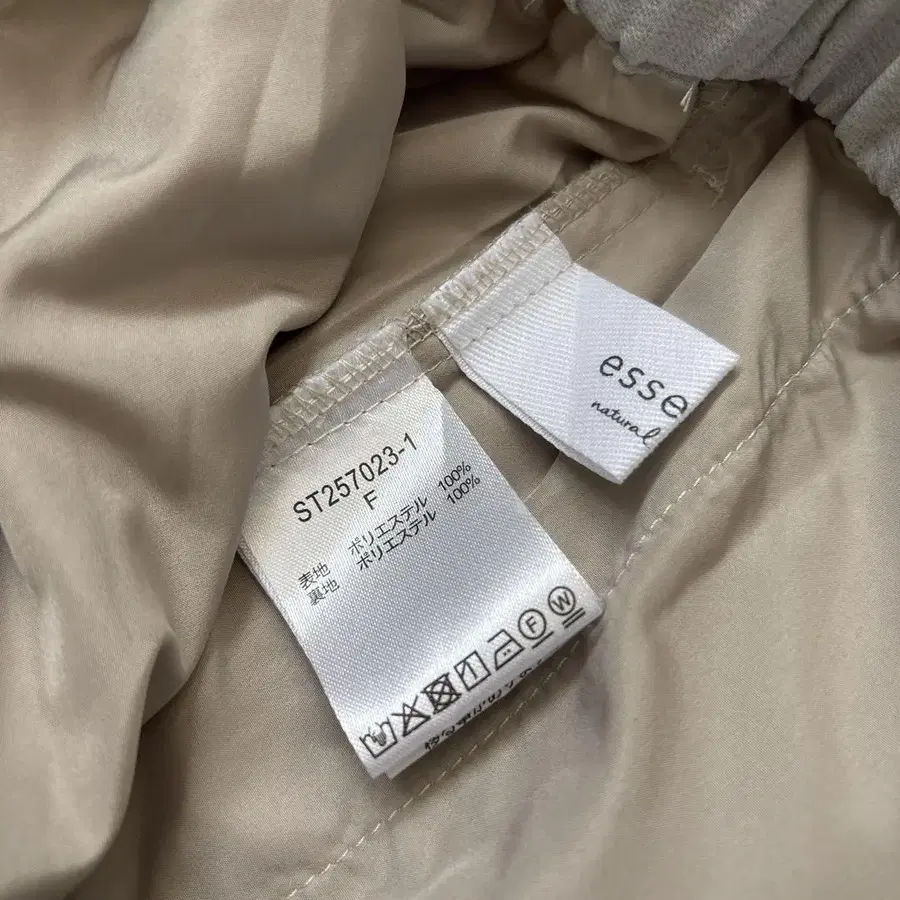 ST257023-1
F
表地 ポリエステル 100%
裏地 ポリエステル 100%
F W
esse
natural